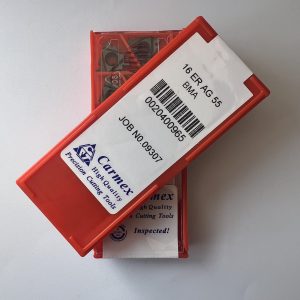 16 ER AG 55
BMA
0020400965
JOB No.09307
Carmex
High Quality
Precision Cutting Tools
Carmex
High Quality
Cutting Tools
Inspected!